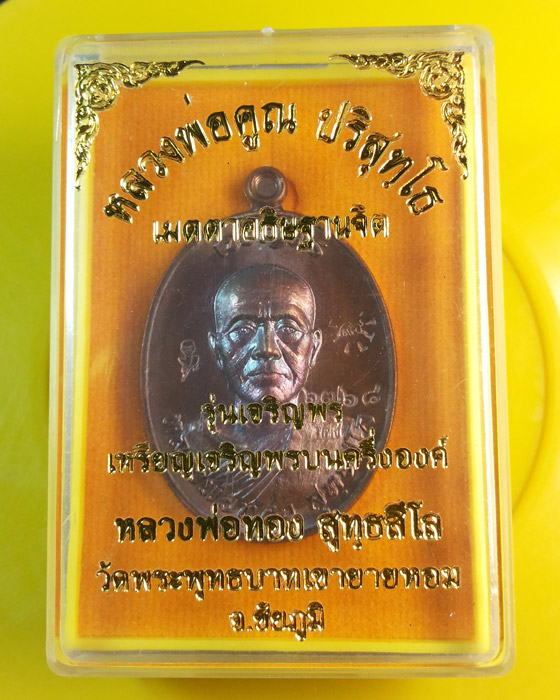 หลวงพ่อคูณ ปริสุทฺโธ
เมตตาอธิษฐานจิต
๒๗๖๘
รุ่นเจริญพร
เหรียญเจริญพรบนครึ่งองค์
หลวงพ่อทอง สุทฺธสีโล
วัดพระพุทธบาทเขายายหอม
จ.ชัยภูมิ